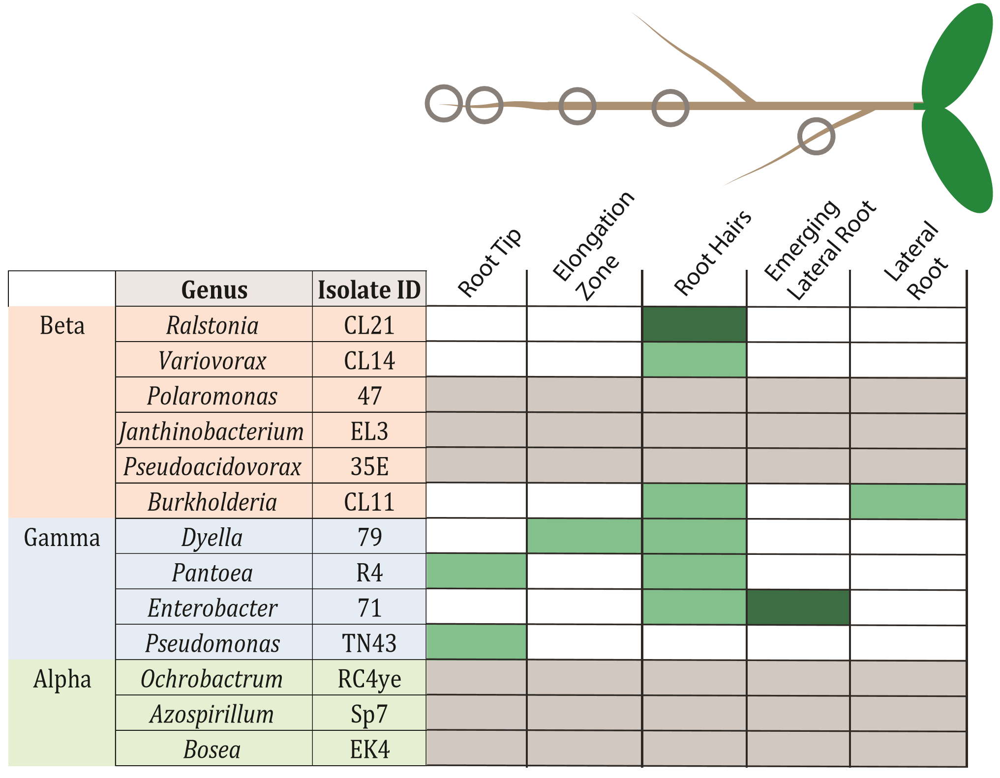 Root Tip
Elongation
Zone
Root Hairs
Emerging
Lateral Root
Lateral
Root
Genus Isolate ID
Beta Ralstonia CL21
Variovorax CL14
Polaromonas 47
Janthinobacterium EL3
Pseudoacidovorax 35E
Burkholderia CL11
Gamma Dyella 79
Pantoea R4
Enterobacter 71
Pseudomonas TN43
Alpha Ochrobactrum RC4ye
Azospirillum Sp7
Bosea EK4